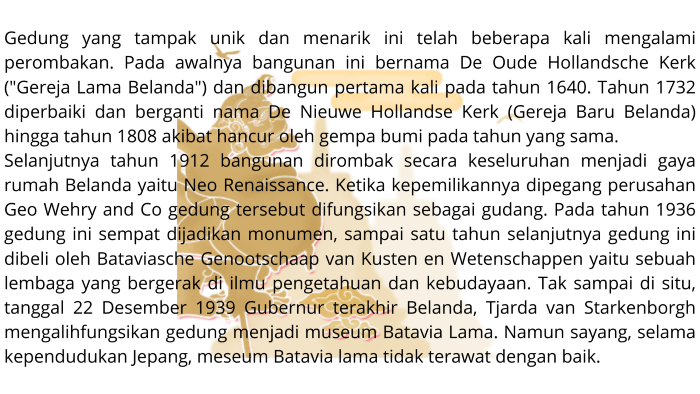 Gedung yang tampak unik dan menarik ini telah beberapa kali mengalami
perombakan. Pada awalnya bangunan ini bernama De Oude Hollandsche Kerk
("Gereja Lama Belanda") dan dibangun pertama kali pada tahun 1640. Tahun 1732
diperbaiki dan berganti nama De Nieuwe Hollandse Kerk (Gereja Baru Belanda)
hingga tahun 1808 akibat hancur oleh gempa bumi pada tahun yang sama.
Selanjutnya tahun 1912 bangunan dirombak secara keseluruhan menjadi gaya
rumah Belanda yaitu Neo Renaissance. Ketika kepemilikannya dipegang perusahan
Geo Wehry and Co gedung tersebut difungsikan sebagai gudang. Pada tahun 1936
gedung ini sempat dijadikan monumen, sampai satu tahun selanjutnya gedung ini
dibeli oleh Bataviasche Genootschaap van Kusten en Wetenschappen yaitu sebuah
lembaga yang bergerak di ilmu pengetahuan dan kebudayaan. Tak sampai di situ,
tanggal 22 Desember 1939 Gubernur terakhir Belanda, Tjarda van Starkenborgh
mengalihfungsikan gedung menjadi museum Batavia Lama. Namun sayang, selama
kependudukan Jepang, meseum Batavia lama tidak terawat dengan baik.